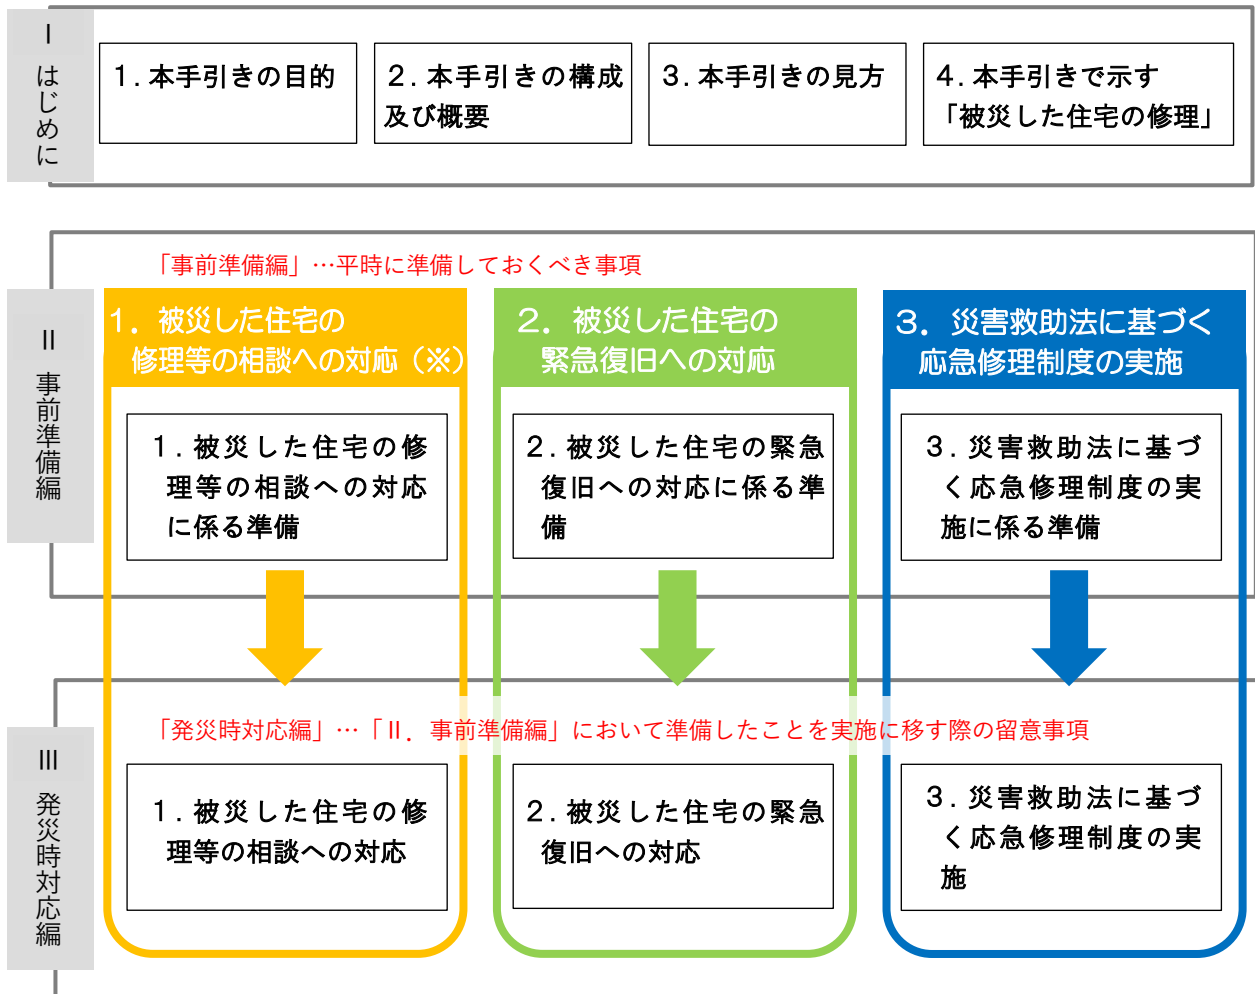 Ⅰ はじめに
1．本手引きの目的
2．本手引きの構成
及び概要
3．本手引きの見方
4．本手引きで示す
「被災した住宅の修理」
Ⅱ 事前準備編
「事前準備編」…平時に準備しておくべき事項
1．被災した住宅の
修理等の相談への対応（※）
2．被災した住宅の
緊急復旧への対応
3．災害救助法に基づく
応急修理制度の実施
1．被災した住宅の修
理等の相談への対応
に係る準備
2．被災した住宅の緊急
復旧への対応に係る準
備
3．災害救助法に基づ
く応急修理制度の実
施に係る準備
Ⅲ 発災時対応編
「発災時対応編」…「Ⅱ．事前準備編」において準備したことを実施に移す際の留意事項
1．被災した住宅の修
理等の相談への対応
2．被災した住宅の緊急
復旧への対応
3．災害救助法に基づ
く応急修理制度の実
施